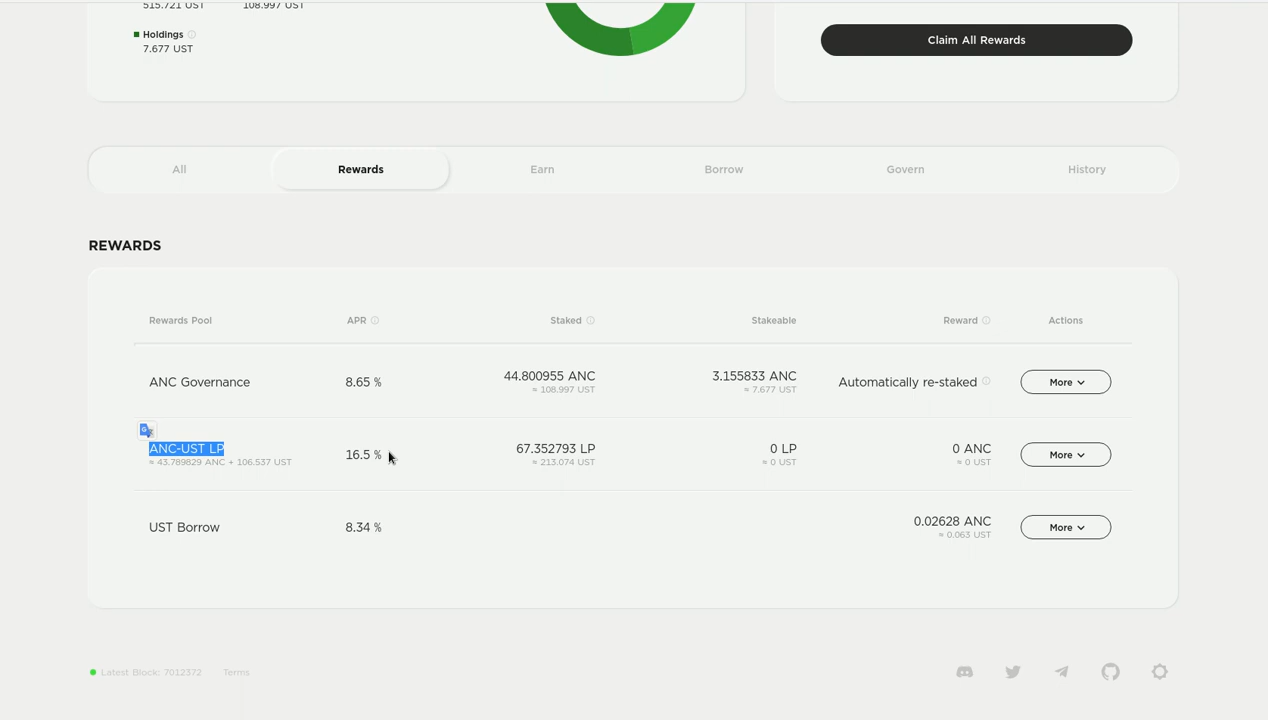 515.721 UST 108.997 UST
Holdings
7.677 UST
Claim All Rewards
All Rewards Earn Borrow Govern History
REWARDS
Rewards Pool APR Staked Stakeable Reward Actions
ANC Governance 8.65 % 44.800955 ANC 3.155833 ANC Automatically re-staked More
≈ 108.997 UST ≈ 7.677 UST
ANC-UST LP 16.5 % 67.352793 LP 0 LP 0 ANC More
≈ 43.789829 ANC + 106.537 UST ≈ 213.074 UST ≈ 0 UST ≈ 0 UST
UST Borrow 8.34 % 0.02628 ANC More
≈ 0.063 UST
Latest Block: 7012372 Terms